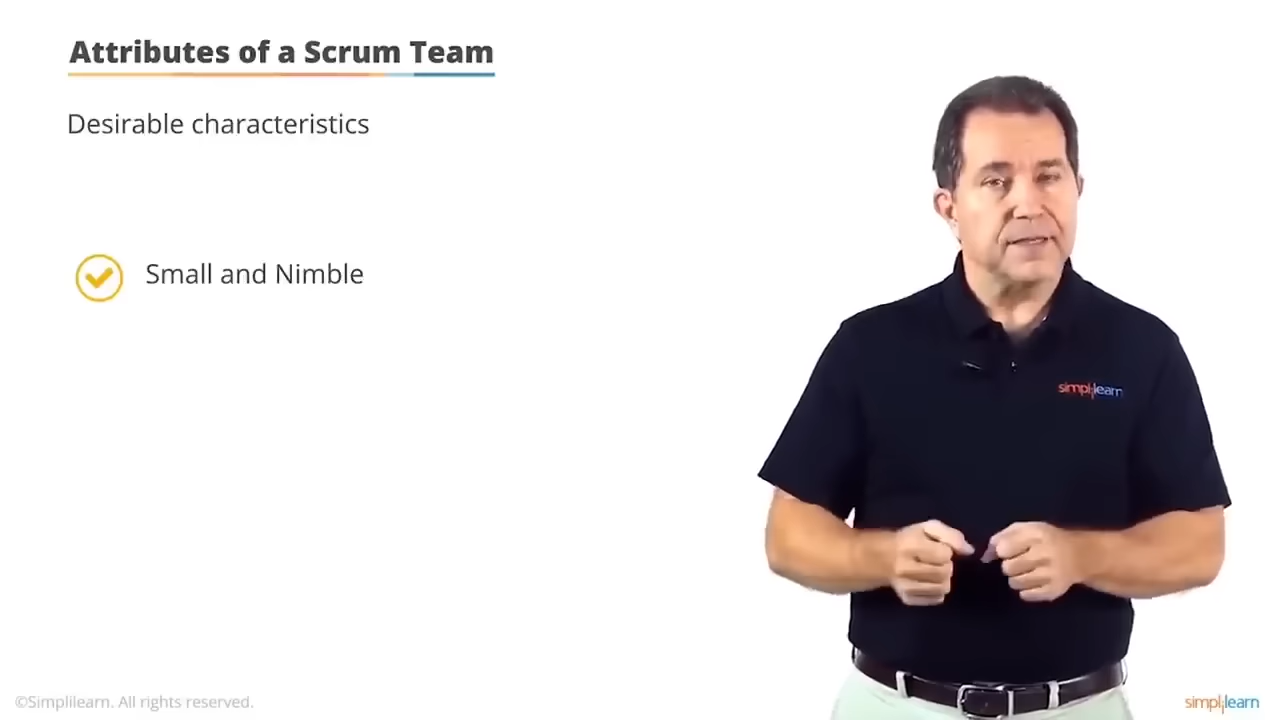 Attributes of a Scrum Team
Desirable characteristics
Small and Nimble
simplilearn
©Simplilearn. All rights reserved.
simplilearn